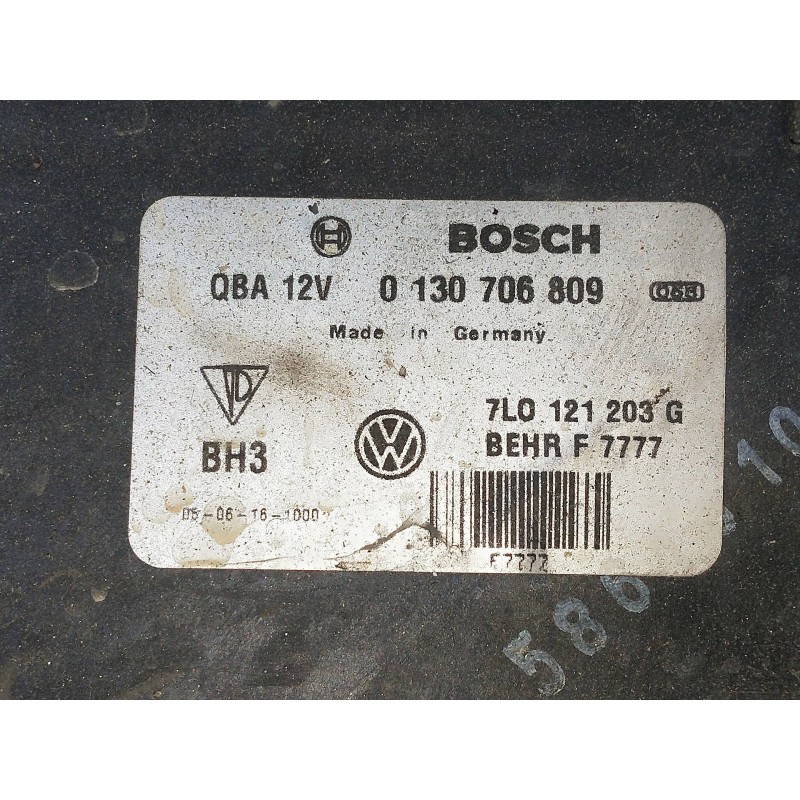 BOSCH
QBA 12V 0 130 706 809
Made in Germany
7L0 121 203 G
BEHR F 7777
BH3
05-06-16-1000
F7777